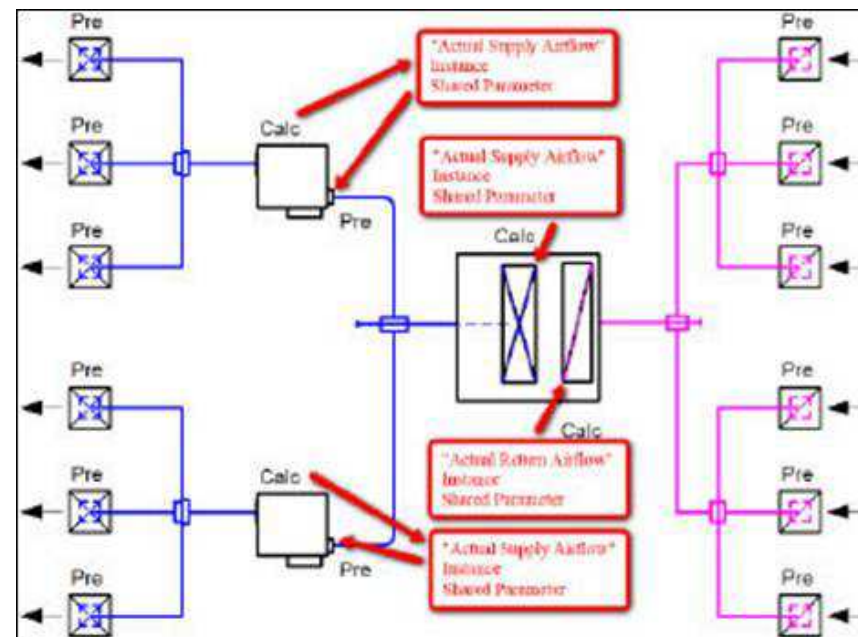 Pre
Pre
Pre
Calc
Pre
"Actual Supply Airflow"
Instance
Shared Parameter
"Actual Supply Airflow"
Instance
Shared Parameter
Calc
Pre
Pre
Pre
Pre
Pre
Pre
Calc
Pre
Calc
"Actual Return Airflow"
Instance
Shared Parameter
"Actual Supply Airflow"
Instance
Shared Parameter
Pre
Pre
Pre